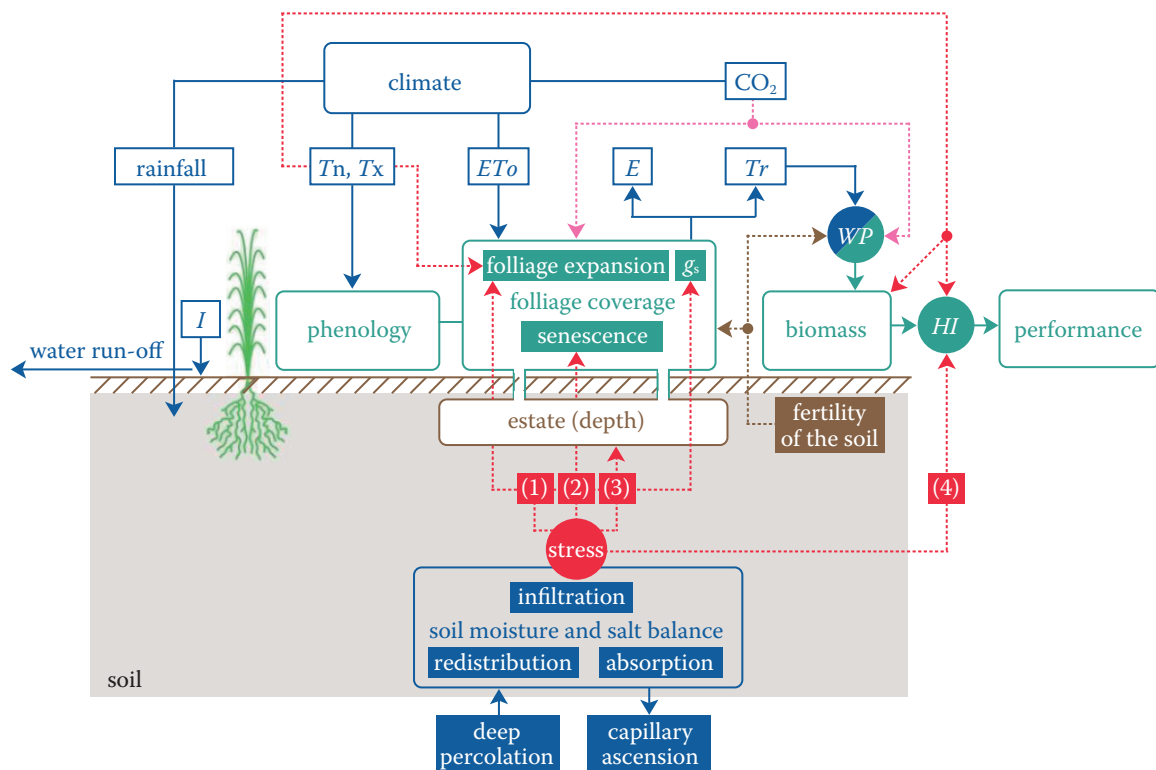 climate
CO₂
rainfall
Tn, Tx
ETo
E
Tr
WP
folliage expansion
gs
folliage coverage
senescence
phenology
biomass
HI
performance
I
water run-off
estate (depth)
fertility
of the soil
(1)
(2)
(3)
(4)
stress
infiltration
soil moisture and salt balance
redistribution
absorption
soil
deep
percolation
capillary
ascension